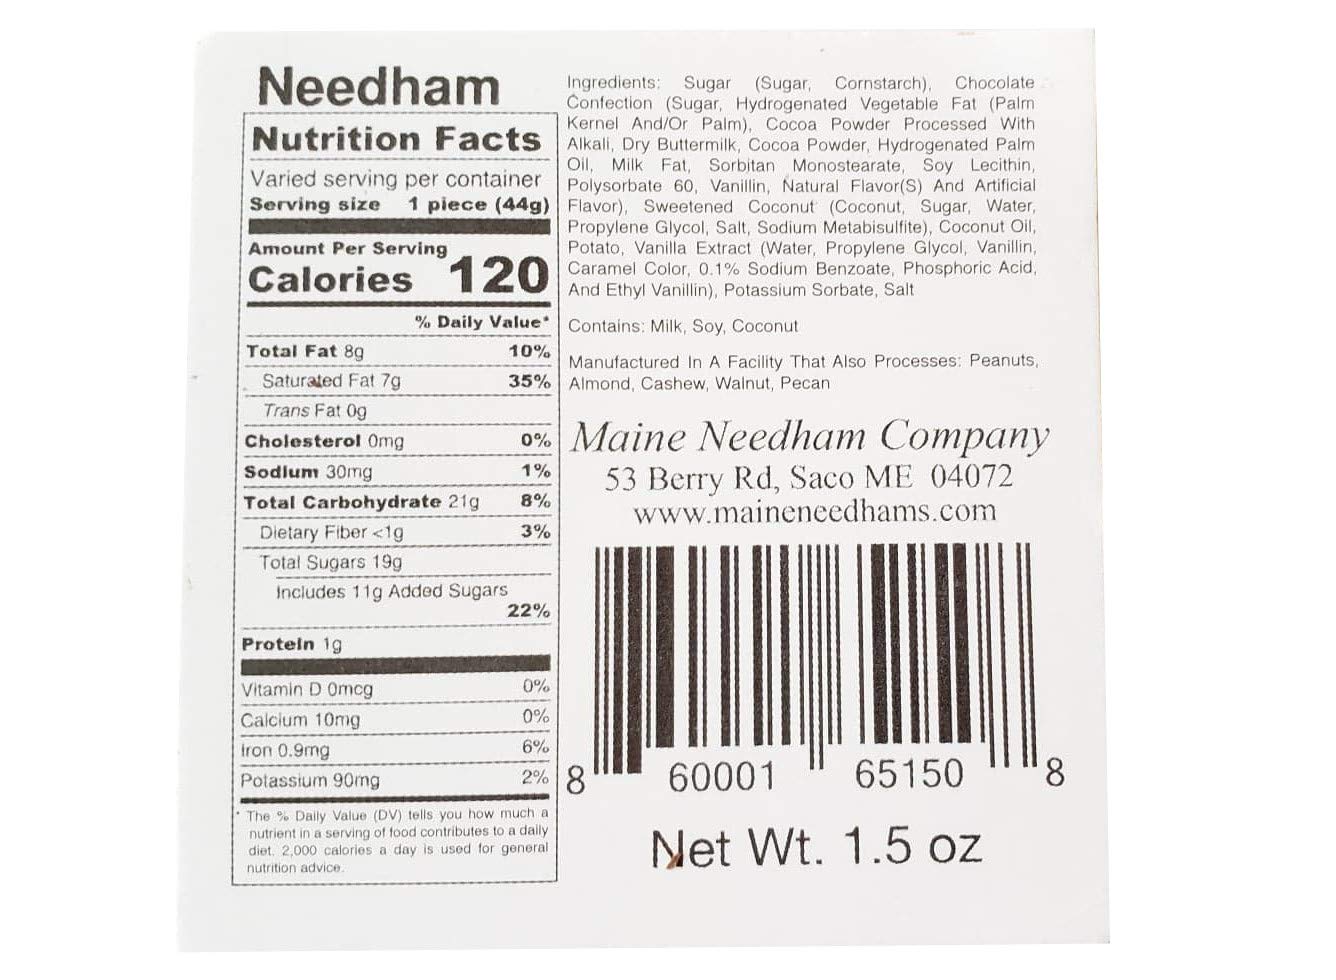 Needham
Nutrition Facts
Varied serving per container
Serving size 1 piece (44g)
Amount Per Serving
Calories 120
% Daily Value*
Total Fat 8g 10%
Saturated Fat 7g 35%
Trans Fat 0g
Cholesterol 0mg 0%
Sodium 30mg 1%
Total Carbohydrate 21g 8%
Dietary Fiber <1g 3%
Total Sugars 19g
Includes 11g Added Sugars
22%
Protein 1g
Vitamin D 0mcg 0%
Calcium 10mg 0%
Iron 0.9mg 6%
Potassium 90mg 2%
* The % Daily Value (DV) tells you how much a
nutrient in a serving of food contributes to a daily
diet. 2,000 calories a day is used for general
nutrition advice.
Ingredients: Sugar (Sugar, Cornstarch), Chocolate
Confection (Sugar, Hydrogenated Vegetable Fat (Palm
Kernel And/Or Palm), Cocoa Powder Processed With
Alkali, Dry Buttermilk, Cocoa Powder, Hydrogenated Palm
Oil, Milk Fat, Sorbitan Monostearate, Soy Lecithin,
Polysorbate 60, Vanillin, Natural Flavor(S) And Artificial
Flavor), Sweetened Coconut (Coconut, Sugar, Water,
Propylene Glycol, Salt, Sodium Metabisulfite), Coconut Oil,
Potato, Vanilla Extract (Water, Propylene Glycol, Vanillin,
Caramel Color, 0.1% Sodium Benzoate, Phosphoric Acid,
And Ethyl Vanillin), Potassium Sorbate, Salt
Contains: Milk, Soy, Coconut
Manufactured In A Facility That Also Processes: Peanuts,
Almond, Cashew, Walnut, Pecan
Maine Needham Company
53 Berry Rd, Saco ME 04072
www.maineneedhams.com
8 60001 65150 8
Net Wt. 1.5 oz